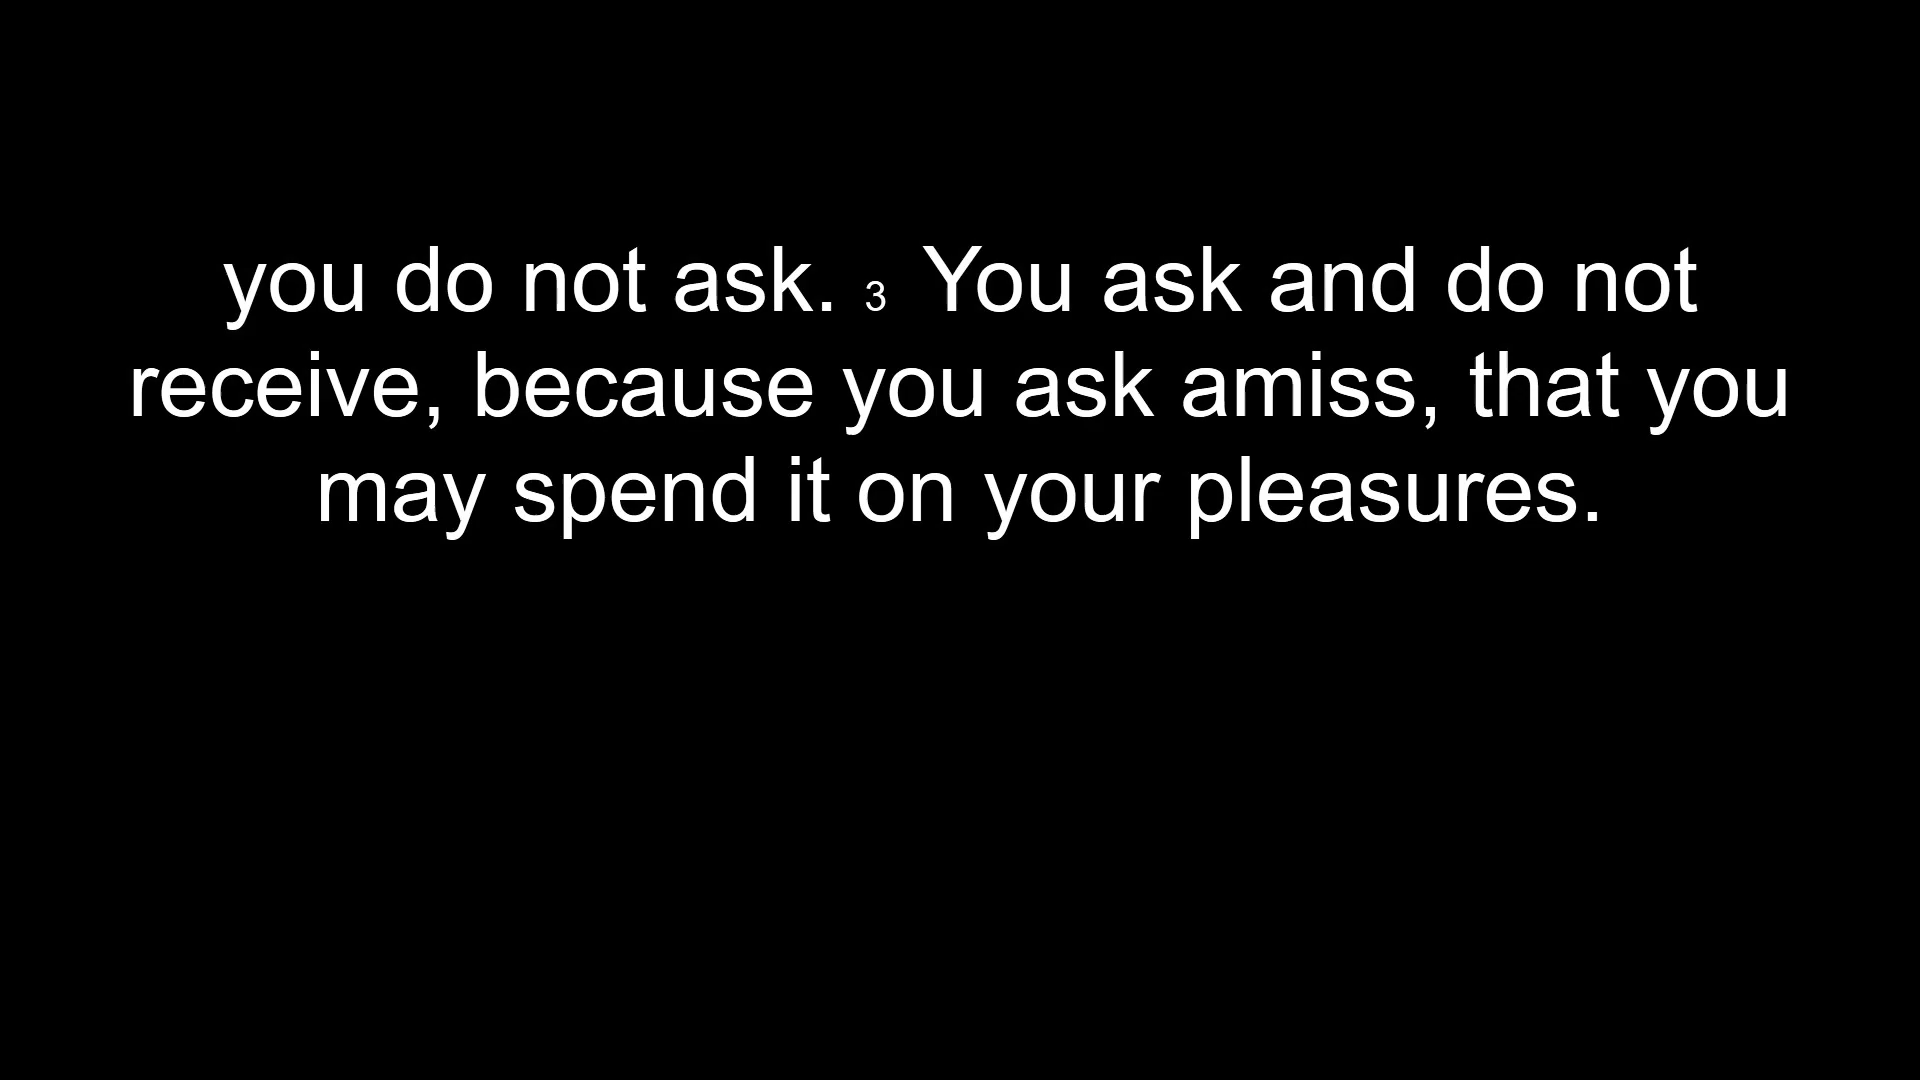 you do not ask. 3 You ask and do not
receive, because you ask amiss, that you
may spend it on your pleasures.